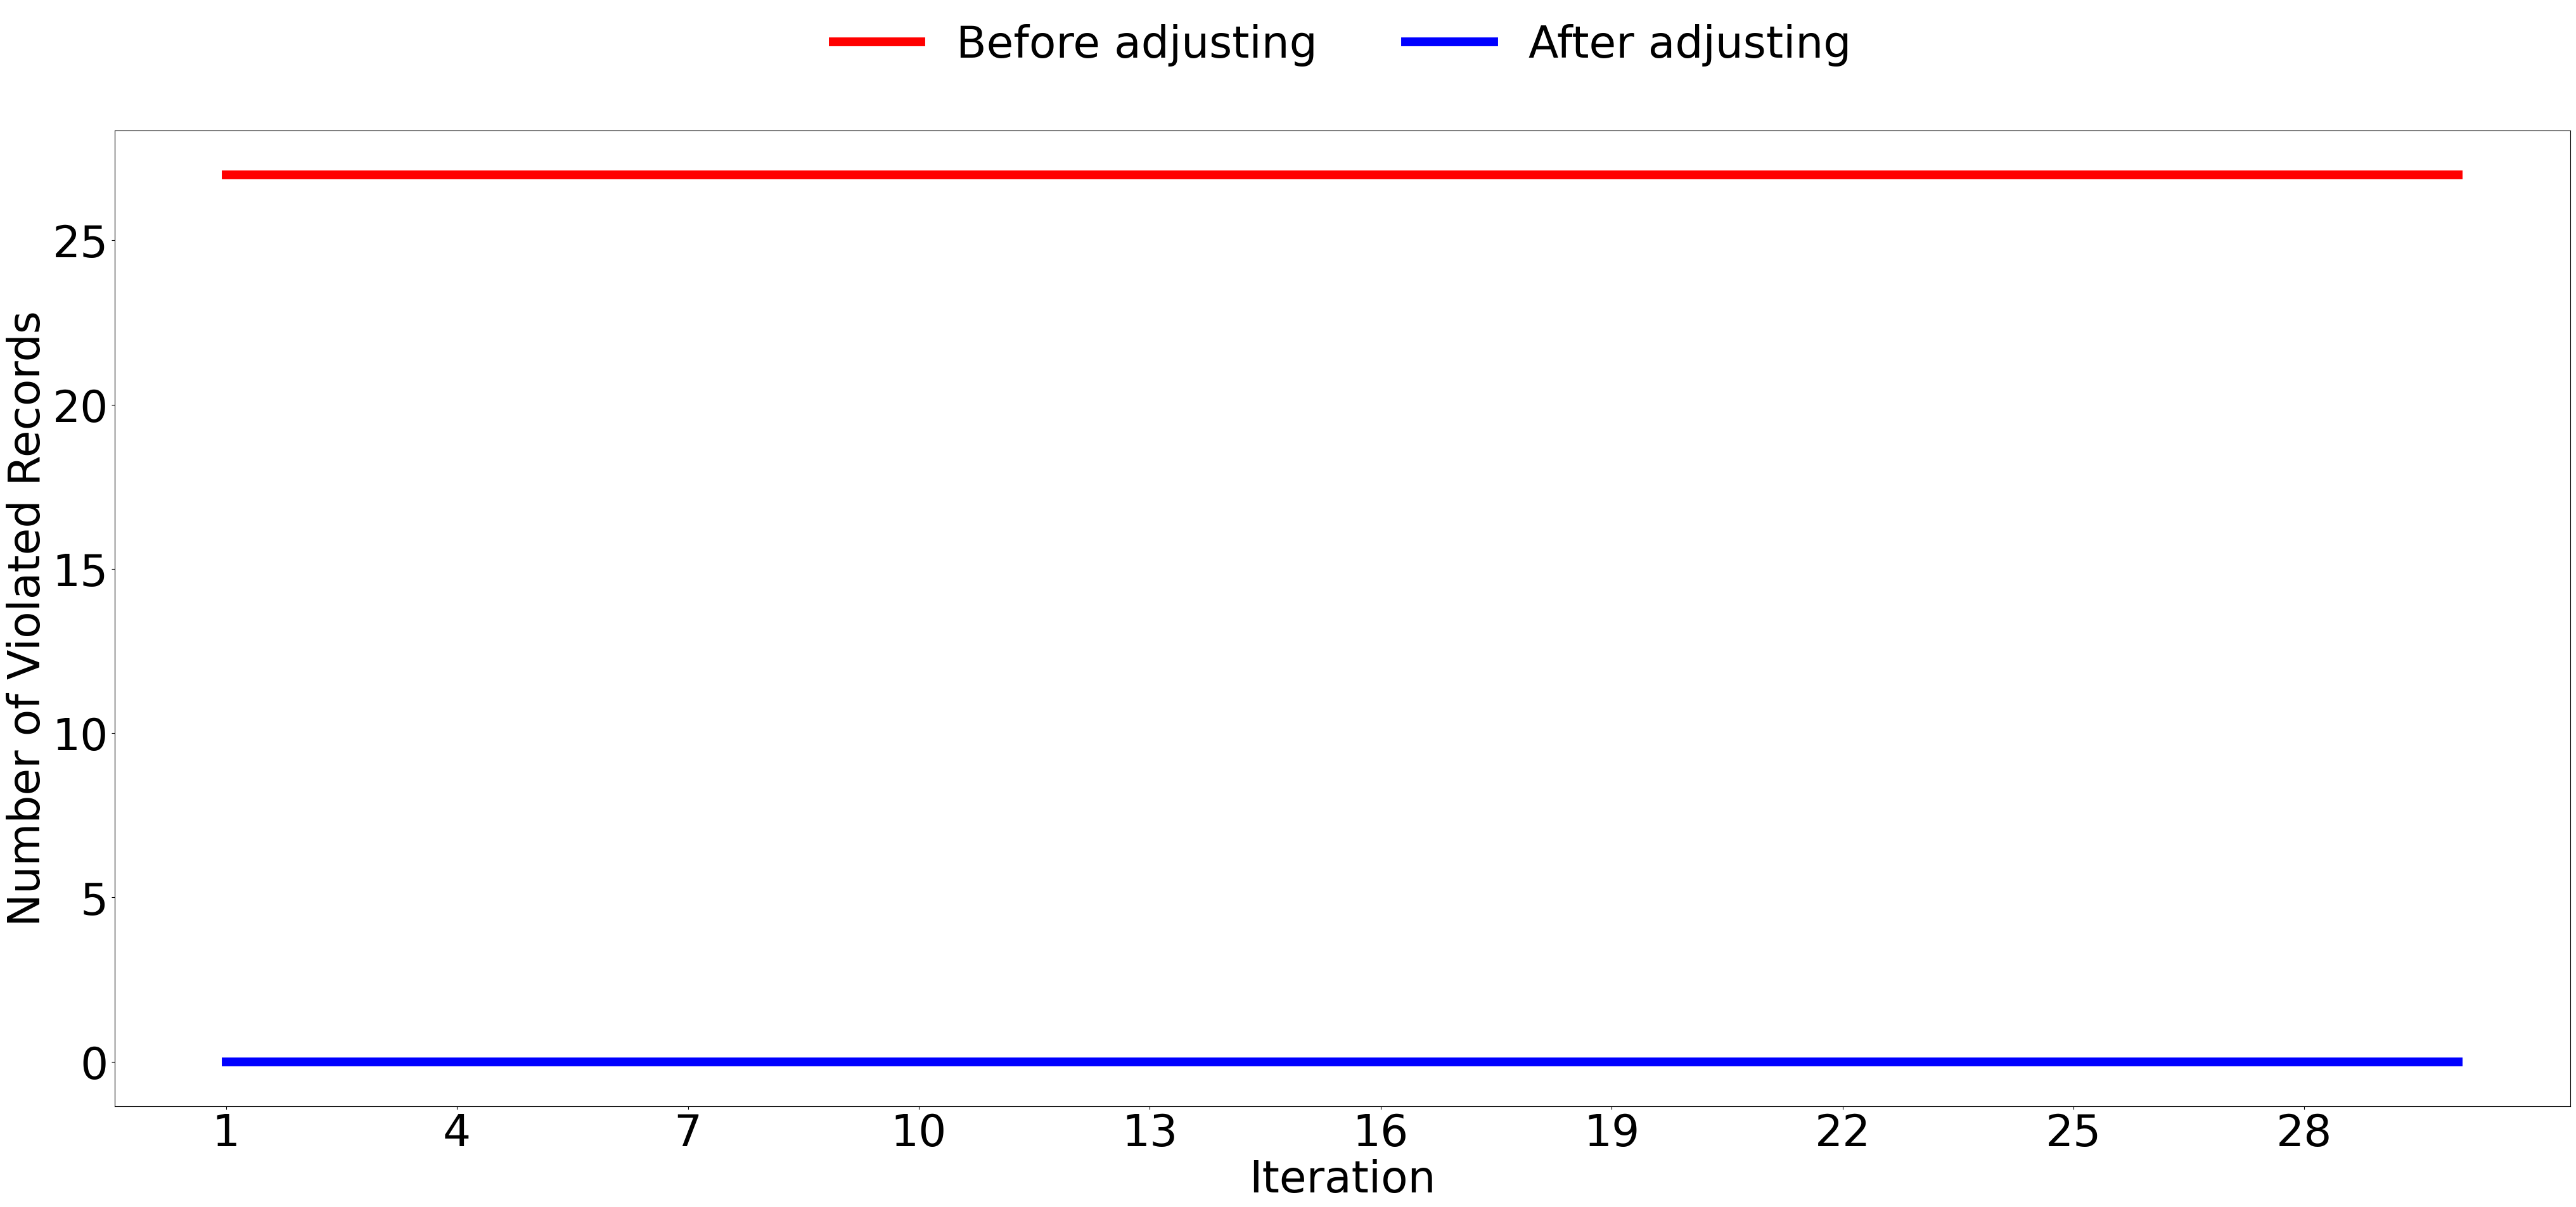 Before adjusting
After adjusting
Number of Violated Records
25
20
15
10
5
0
1 4 7 10 13 16 19 22 25 28
Iteration